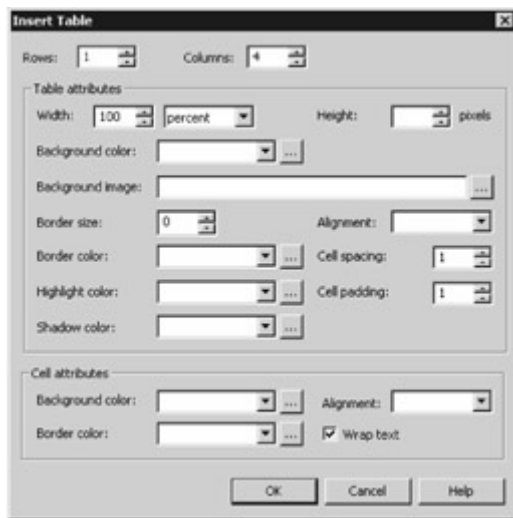 Insert Table
Rows: 1 Columns: 4
Table attributes
Width: 100 percent Height: pixels
Background color: ...
Background image: ...
Border size: 0 Alignment:
Border color: ... Cell spacing: 1
Highlight color: ... Cell padding: 1
Shadow color: ...
Cell attributes
Background color: ... Alignment:
Border color: ... Wrap text
OK Cancel Help